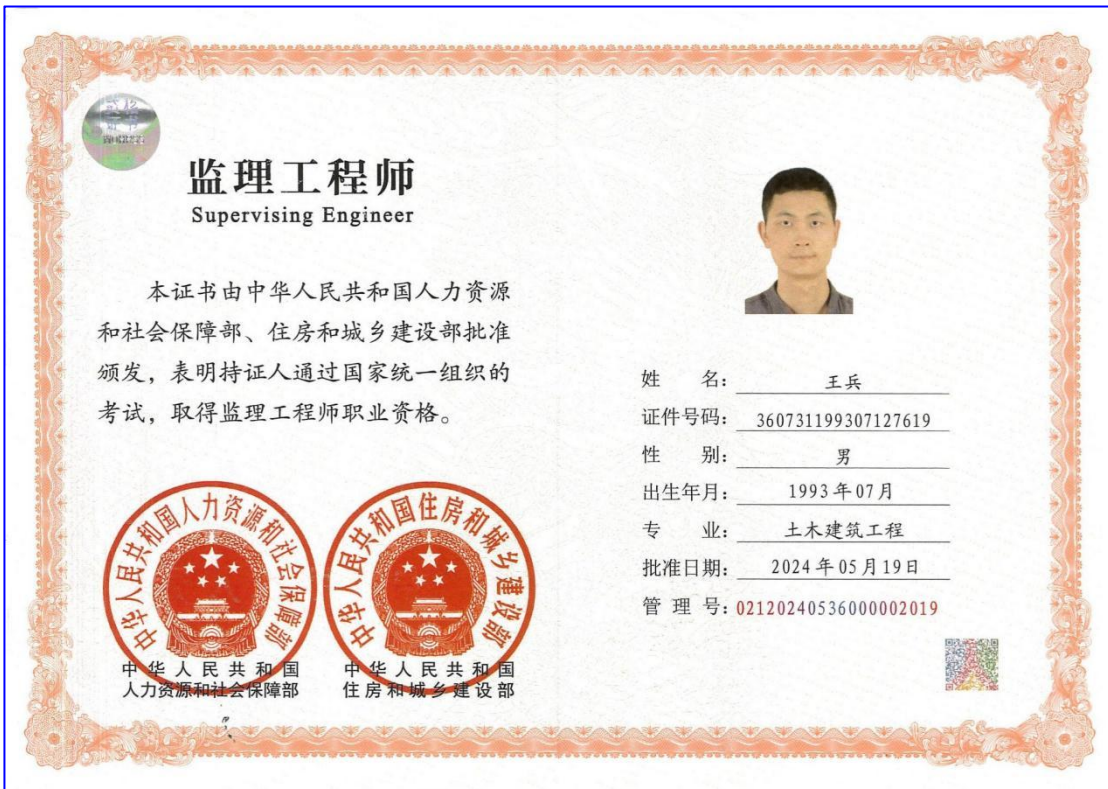 监理工程师
Supervising Engineer
本证书由中华人民共和国人力资源
和社会保障部、住房和城乡建设部批准
颁发，表明持证人通过国家统一组织的
考试，取得监理工程师职业资格。
中华人民共和国人力资源和社会保障部
中华人民共和国
人力资源和社会保障部
中华人民共和国住房和城乡建设部
中华人民共和国
住房和城乡建设部
姓 名：王兵
证件号码：360731199307127619
性 别：男
出生年月：1993年07月
专 业：土木建筑工程
批准日期：2024年05月19日
管 理 号：02120240536000002019